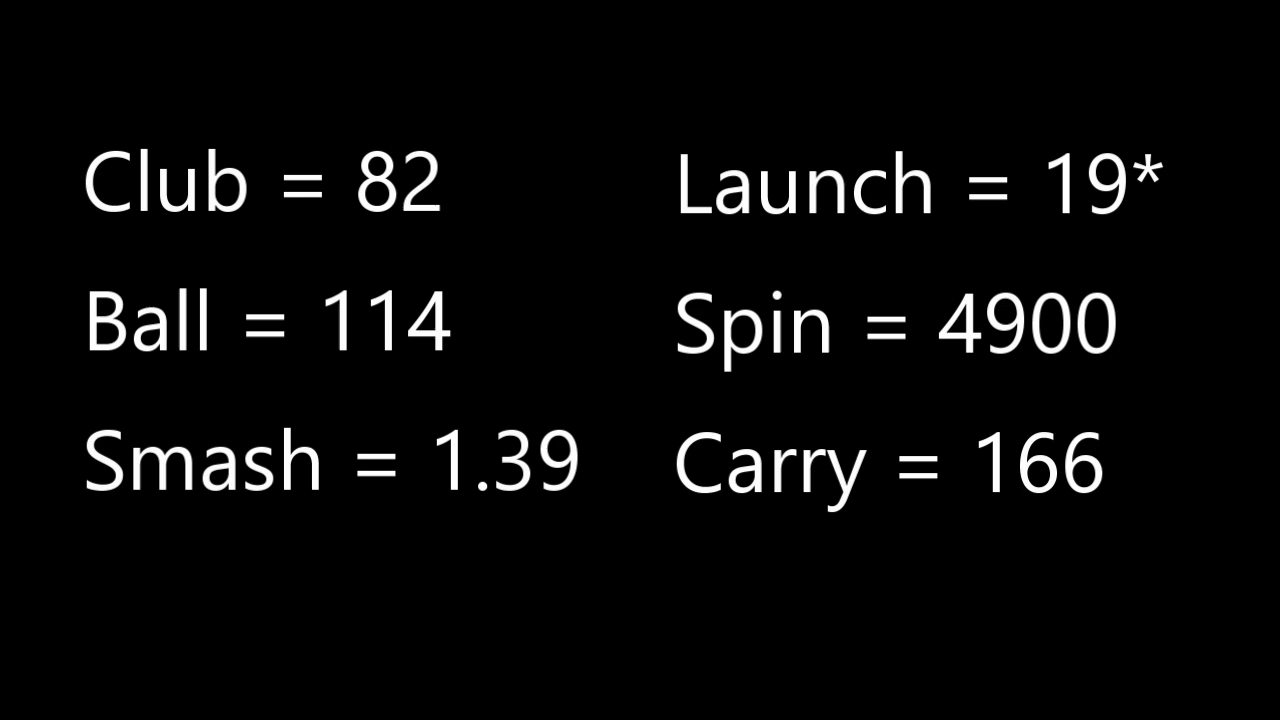 Club = 82
Ball = 114
Smash = 1.39
Launch = 19*
Spin = 4900
Carry = 166